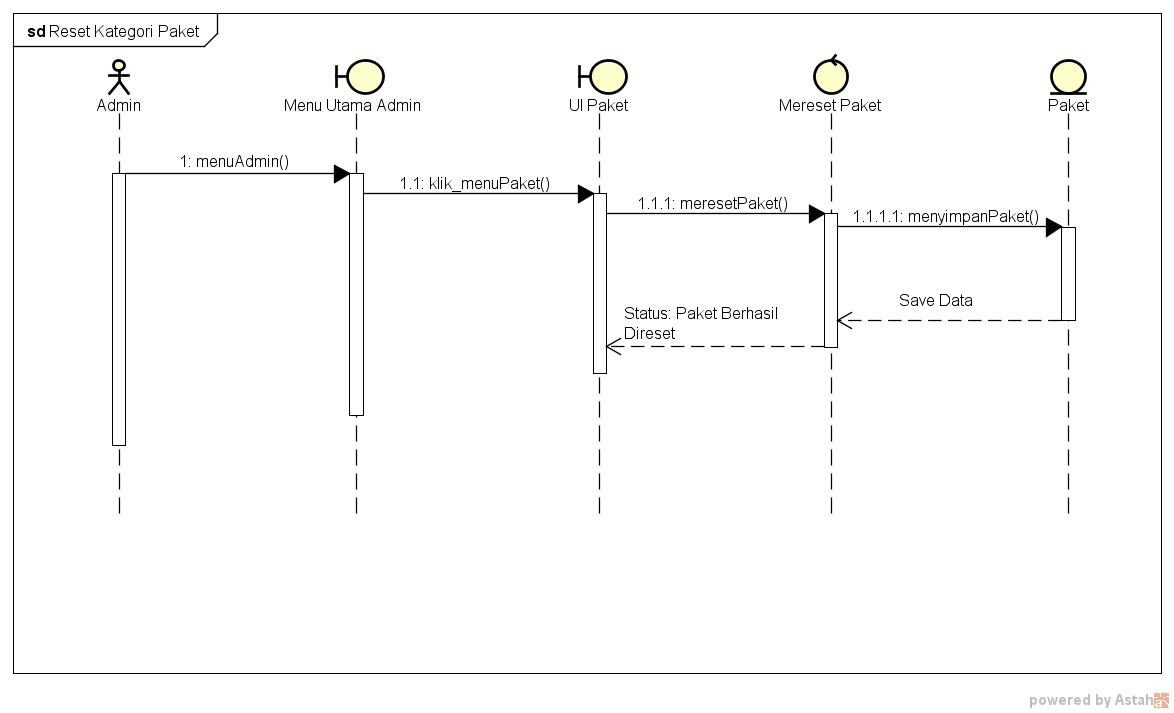 sd Reset Kategori Paket
Admin
Menu Utama Admin
UI Paket
Mereset Paket
Paket
1: menuAdmin()
1.1: klik_menuPaket()
1.1.1: meresetPaket()
1.1.1.1: menyimpanPaket()
Save Data
Status: Paket Berhasil
Direset
powered by Astah